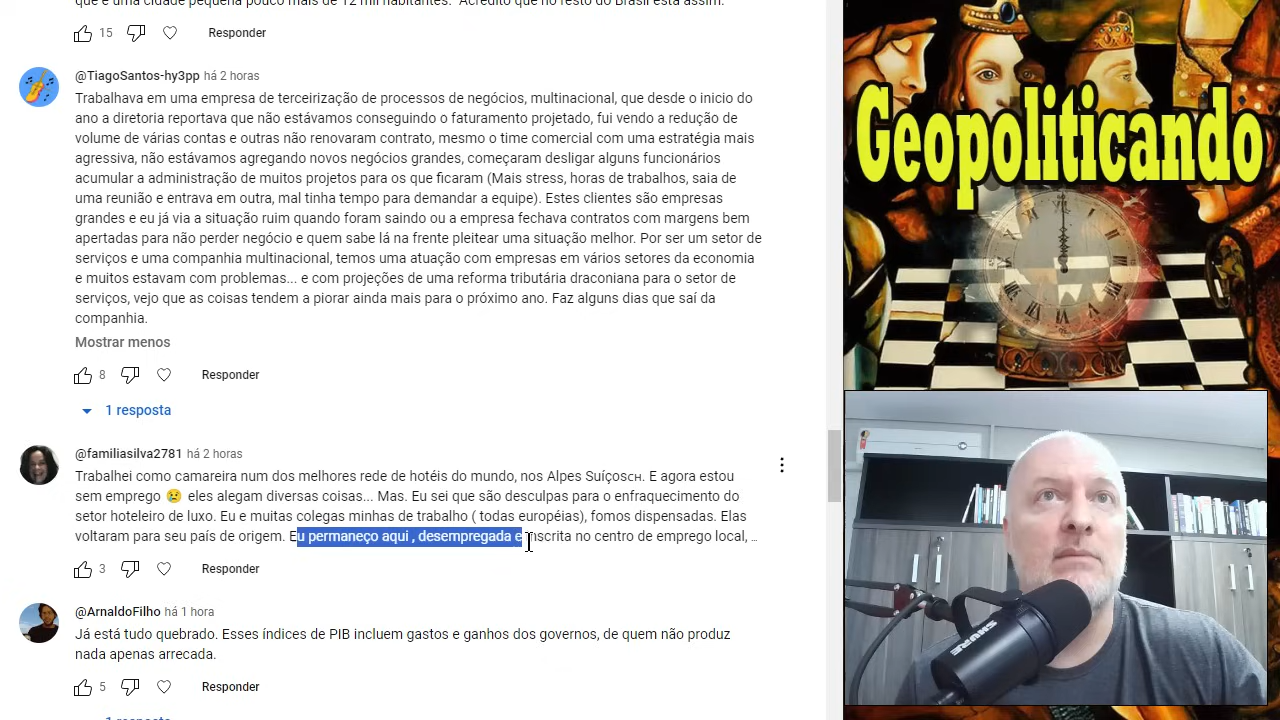 que é uma cidade pequena pouco mais de 12 mil habitantes. Acredito que no resto do Brasil está assim.
15 Responder
@TiagoSantos-hy3pp há 2 horas
Trabalhava em uma empresa de terceirização de processos de negócios, multinacional, que desde o inicio do
ano a diretoria reportava que não estávamos conseguindo o faturamento projetado, fui vendo a redução de
volume de várias contas e outras não renovaram contrato, mesmo o time comercial com uma estratégia mais
agressiva, não estávamos agregando novos negócios grandes, começaram desligar alguns funcionários
acumular a administração de muitos projetos para os que ficaram (Mais stress, horas de trabalhos, saia de
uma reunião e entrava em outra, mal tinha tempo para demandar a equipe). Estes clientes são empresas
grandes e eu já via a situação ruim quando foram saindo ou a empresa fechava contratos com margens bem
apertadas para não perder negócio e quem sabe lá na frente pleitear uma situação melhor. Por ser um setor de
serviços e uma companhia multinacional, temos uma atuação com empresas em vários setores da economia
e muitos estavam com problemas... e com projeções de uma reforma tributária draconiana para o setor de
serviços, vejo que as coisas tendem a piorar ainda mais para o próximo ano. Faz alguns dias que saí da
companhia.
Mostrar menos
8 Responder
1 resposta
@familiasilva2781 há 2 horas
Trabalhei como camareira num dos melhores rede de hotéis do mundo, nos Alpes Suíçosᴄʜ. E agora estou
sem emprego 😢 eles alegam diversas coisas... Mas. Eu sei que são desculpas para o enfraquecimento do
setor hoteleiro de luxo. Eu e muitas colegas minhas de trabalho ( todas européias), fomos dispensadas. Elas
voltaram para seu país de origem. Eu permaneço aqui , desempregada e inscrita no centro de emprego local, ...
3 Responder
@ArnaldoFilho há 1 hora
Já está tudo quebrado. Esses índices de PIB incluem gastos e ganhos dos governos, de quem não produz
nada apenas arrecada.
5 Responder
1 resposta
Geopoliticando
SHURE